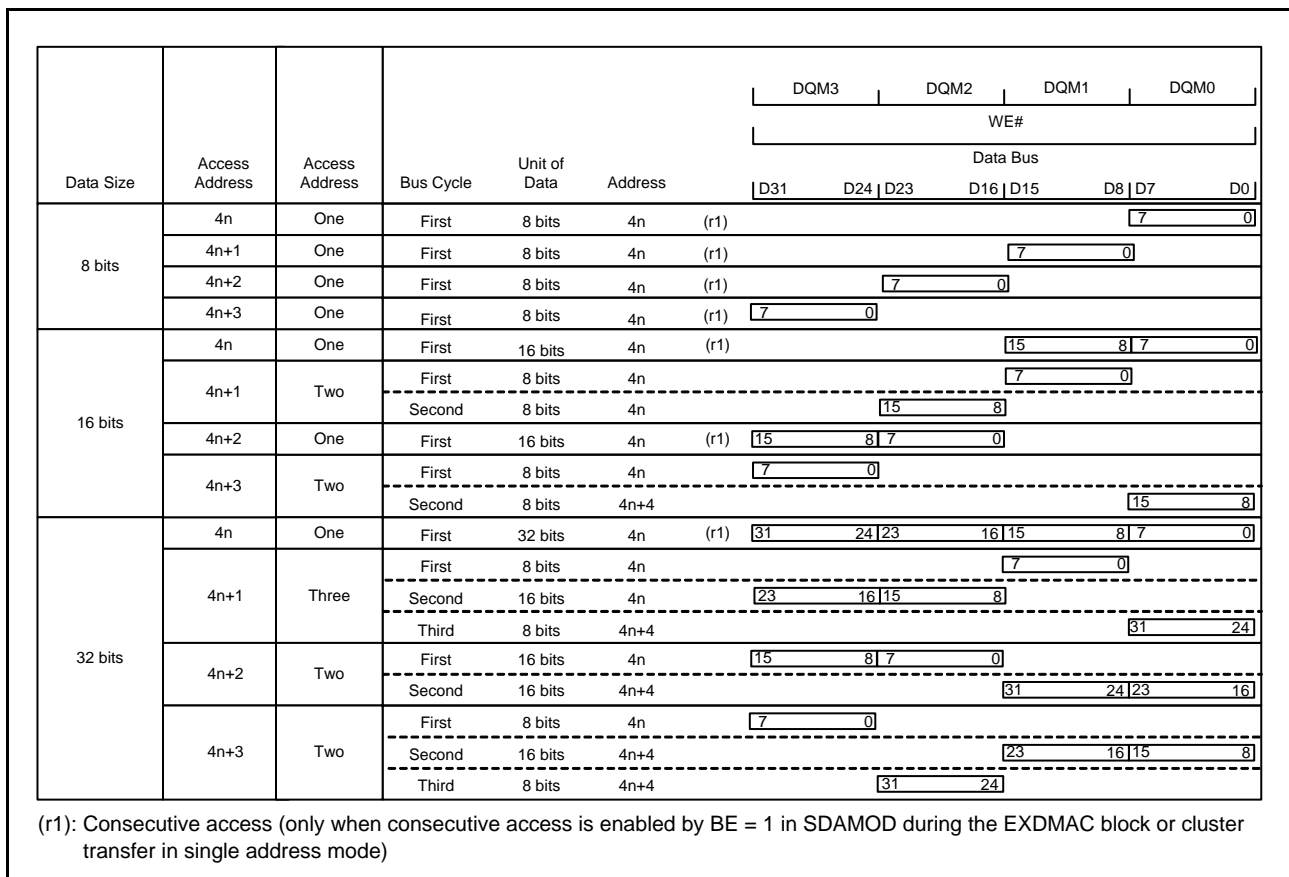 DQM3 DQM2 DQM1 DQM0
WE#
Data Bus
Data Size Access Address Access Address Bus Cycle Unit of Data Address D31 D24 D23 D16 D15 D8 D7 D0
8 bits
4n One First 8 bits 4n (r1) 7 0
4n+1 One First 8 bits 4n (r1) 7 0
4n+2 One First 8 bits 4n (r1) 7 0
4n+3 One First 8 bits 4n (r1) 7 0
16 bits
4n One First 16 bits 4n (r1) 15 8 7 0
4n+1 Two First 8 bits 4n 7 0
Second 8 bits 4n 15 8
4n+2 One First 16 bits 4n (r1) 15 8 7 0
4n+3 Two First 8 bits 4n 7 0
Second 8 bits 4n+4 15 8
32 bits
4n One First 32 bits 4n (r1) 31 24 23 16 15 8 7 0
4n+1 Three First 8 bits 4n 7 0
Second 16 bits 4n 23 16 15 8
Third 8 bits 4n+4 31 24
4n+2 Two First 16 bits 4n 15 8 7 0
Second 16 bits 4n+4 31 24 23 16
4n+3 Two First 8 bits 4n 7 0
Second 16 bits 4n+4 23 16 15 8
Third 8 bits 4n+4 31 24
(r1): Consecutive access (only when consecutive access is enabled by BE = 1 in SDAMOD during the EXDMAC block or cluster
transfer in single address mode)